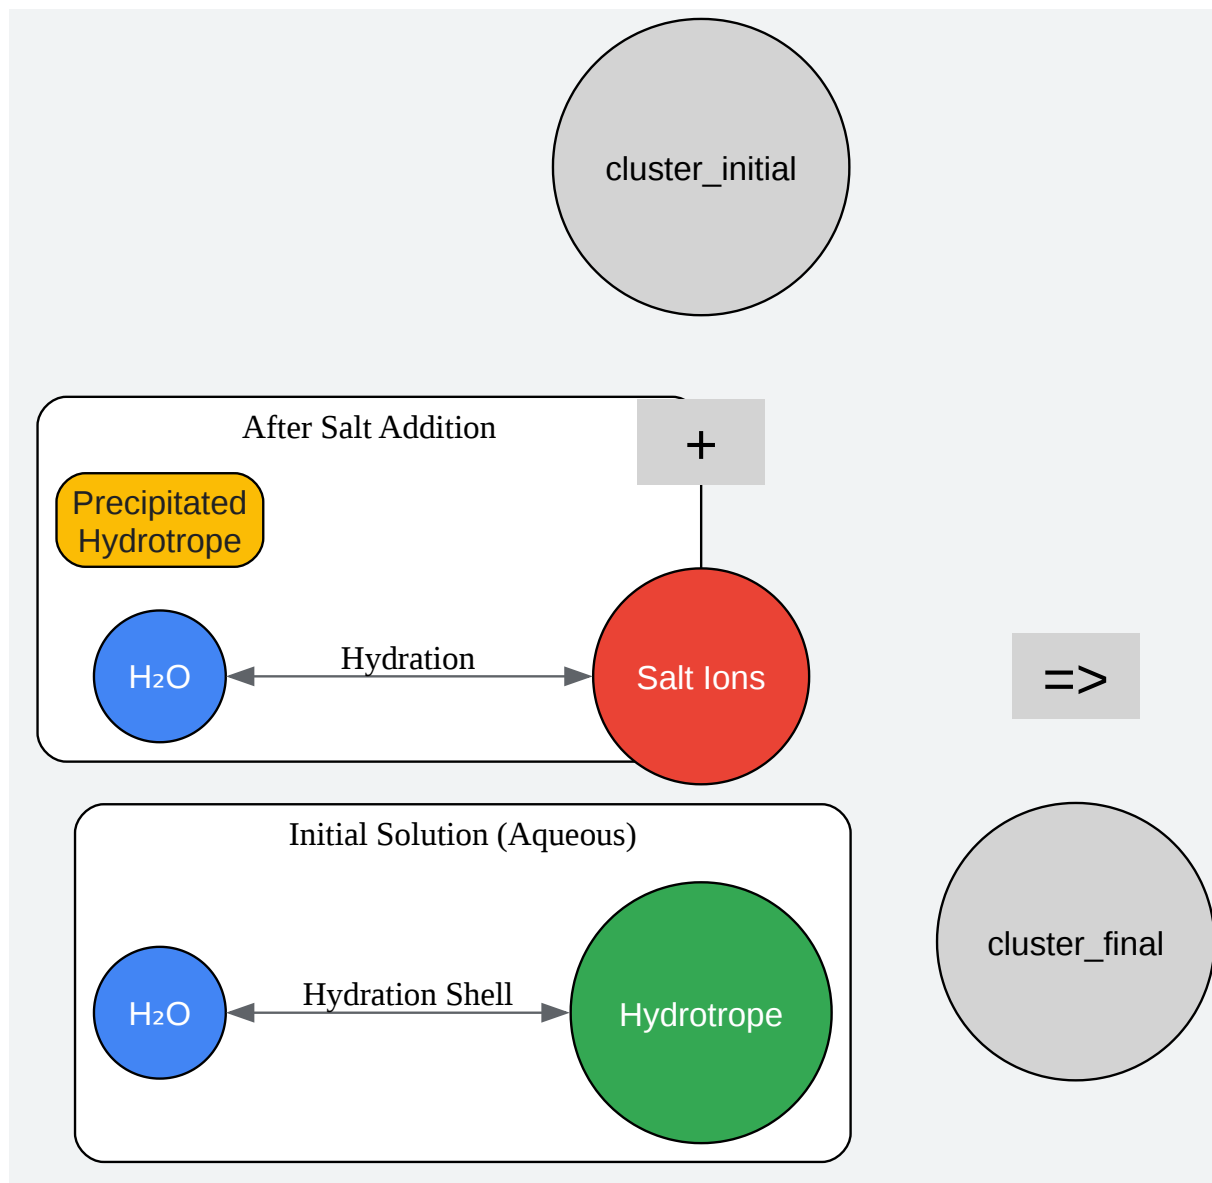 cluster_initial
After Salt Addition
+
Precipitated
Hydrotrope
H₂O
Hydration
Salt Ions
=>
Initial Solution (Aqueous)
H₂O
Hydration Shell
Hydrotrope
cluster_final